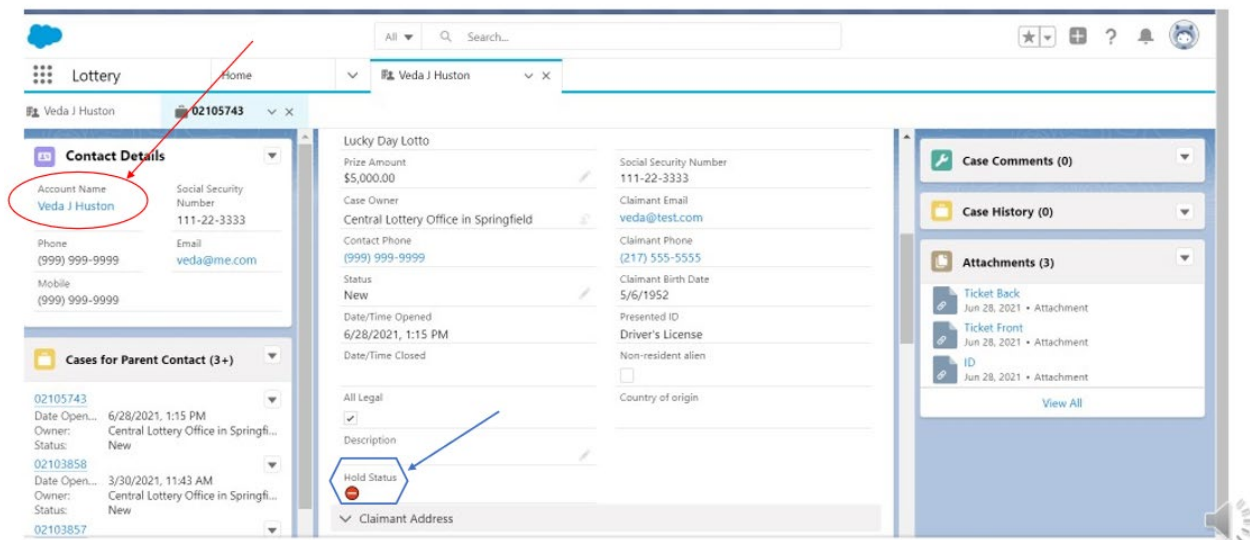 All
Search...
?
Lottery
Home
Veda J Huston
Veda J Huston
02105743
Contact Details
Account Name
Veda J Huston
Social Security
Number
111-22-3333
Phone
(999) 999-9999
Email
veda@me.com
Mobile
(999) 999-9999
Cases for Parent Contact (3+)
02105743
Date Open... 6/28/2021, 1:15 PM
Owner: Central Lottery Office in Springfi...
Status: New
02103858
Date Open... 3/30/2021, 11:43 AM
Owner: Central Lottery Office in Springfi...
Status: New
02103857
Lucky Day Lotto
Prize Amount
$5,000.00
Case Owner
Central Lottery Office in Springfield
Contact Phone
(999) 999-9999
Status
New
Date/Time Opened
6/28/2021, 1:15 PM
Date/Time Closed
All Legal
Description
Hold Status
Social Security Number
111-22-3333
Claimant Email
veda@test.com
Claimant Phone
(217) 555-5555
Claimant Birth Date
5/6/1952
Presented ID
Driver's License
Non-resident alien
Country of origin
Claimant Address
Case Comments (0)
Case History (0)
Attachments (3)
Ticket Back
Jun 28, 2021 • Attachment
Ticket Front
Jun 28, 2021 • Attachment
ID
Jun 28, 2021 • Attachment
View All